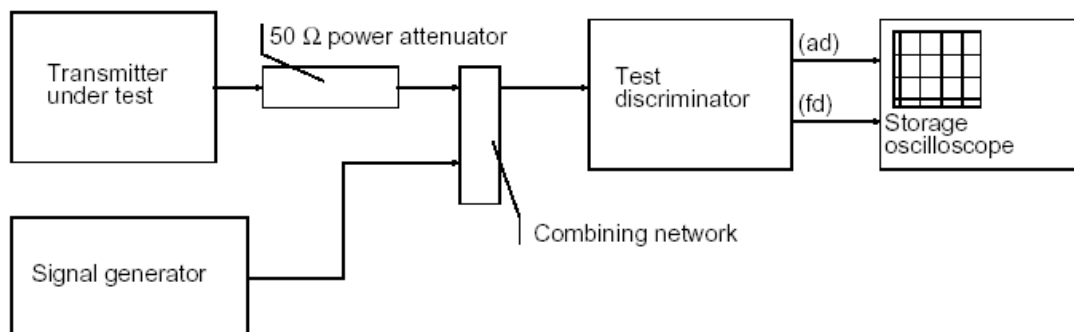 50 Ω power attenuator
Transmitter
under test
(ad)
Test
discriminator
(fd)
Storage
oscilloscope
Combining network
Signal generator